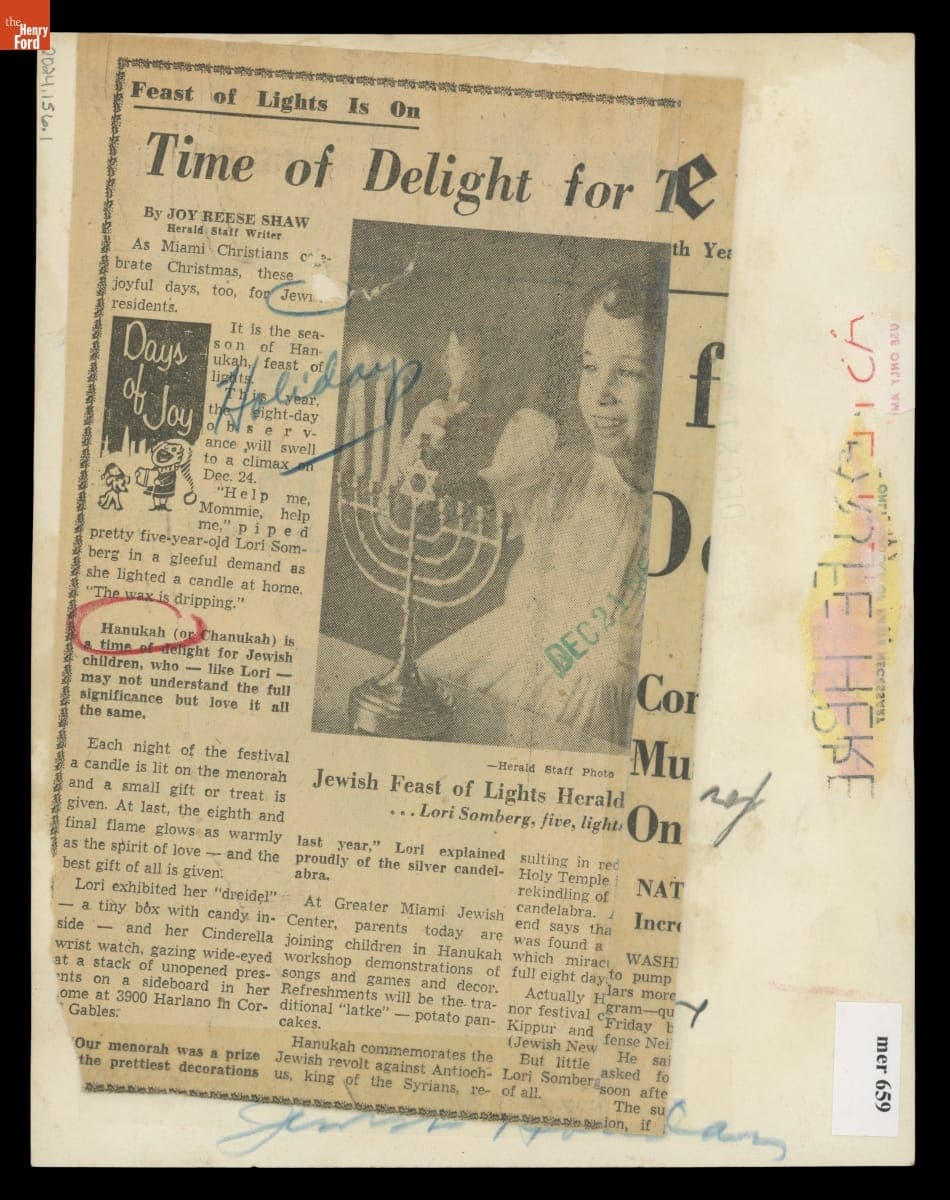 the
Henry
Ford
2024.156.1
Feast of Lights Is On
Time of Delight for
By JOY REESE SHAW
Herald Staff Writer
As Miami Christians
brate Christmas, these
joyful days, too, for
residents.
Days
of
Joy
It is the sea-
son of Han-
ukah, feast of
lights.
This year,
the eight-day
observ-
ance will swell
to a climax on
Dec. 24.
"Help me,
Mommie, help
me," piped
pretty five-year-old Lori Som-
berg in a gleeful demand as
she lighted a candle at home.
"The wax is dripping."
Hanukah (or Chanukah) is
a time of delight for Jewish
children, who — like Lori —
may not understand the full
significance but love it all
the same.
Each night of the festival
a candle is lit on the menorah
and a small gift or treat is
given. At last, the eighth and
final flame glows as warmly
as the spirit of love — and the
best gift of all is given.
Lori exhibited her "dreidel"
— a tiny box with candy in-
side — and her Cinderella
wrist watch, gazing wide-eyed
at a stack of unopened pres-
ents on a sideboard in her
ome at 3900 Harlano in Cor-
Gables.
"Our menorah was a prize
the prettiest decorations
Holidays
DEC 24
—Herald Staff Photo
Jewish Feast of Lights Herald
. . . Lori Somberg, five, lights
last year," Lori explained
proudly of the silver candel-
abra.
At Greater Miami Jewish
Center, parents today are
joining children in Hanukah
workshop demonstrations of
songs and games and decor.
Refreshments will be the tra-
ditional "latke" — potato pan-
cakes.
Hanukah commemorates the
Jewish revolt against Antioch-
us, king of the Syrians, re-
sulting in
Holy Temple
rekindling of
candelabra.
end says tha
was found a
which mirac
full eight day
Actually H
nor festival c
Kippur and
(Jewish New
But little
Lori Somberg
of all.
e
th Yea
f
Cor
Mu
On
NAT
Incre
WASH
to pump
lars more
gram—qu
Friday b
fense Nei
He sai
asked fo
soon afte
The su
ion, if
ref
mer 659
Jewish Holidays